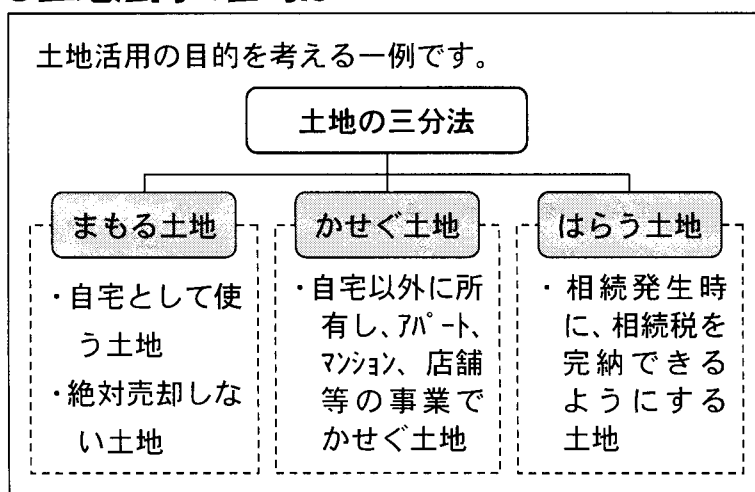 土地活用の目的を考える一例です。
土地の三分法
まもる土地
・自宅として使
う土地
・絶対売却しな
い土地
かせぐ土地
・自宅以外に所
有し、ｱﾊﾟｰﾄ、
ﾏﾝｼｮﾝ、店舗
等の事業で
かせぐ土地
はらう土地
・相続発生時
に、相続税を
完納できる
ようにする
土地